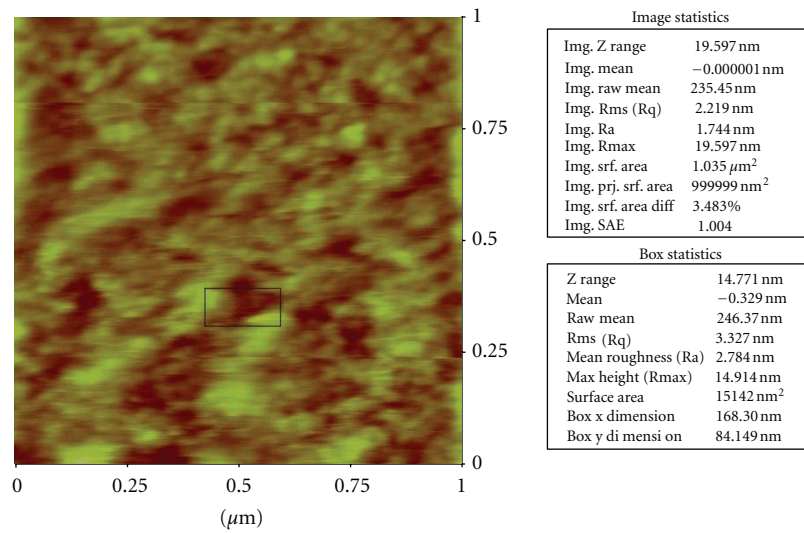 1
0.75
0.5
0.25
0
0 0.25 0.5 0.75 1
(μm)
Image statistics
Img. Z range 19.597 nm
Img. mean −0.000001 nm
Img. raw mean 235.45 nm
Img. Rms (Rq) 2.219 nm
Img. Ra 1.744 nm
Img. Rmax 19.597 nm
Img. srf. area 1.035 μm²
Img. prj. srf. area 999999 nm²
Img. srf. area diff 3.483%
Img. SAE 1.004
Box statistics
Z range 14.771 nm
Mean −0.329 nm
Raw mean 246.37 nm
Rms (Rq) 3.327 nm
Mean roughness (Ra) 2.784 nm
Max height (Rmax) 14.914 nm
Surface area 15142 nm²
Box x dimension 168.30 nm
Box y di mensi on 84.149 nm